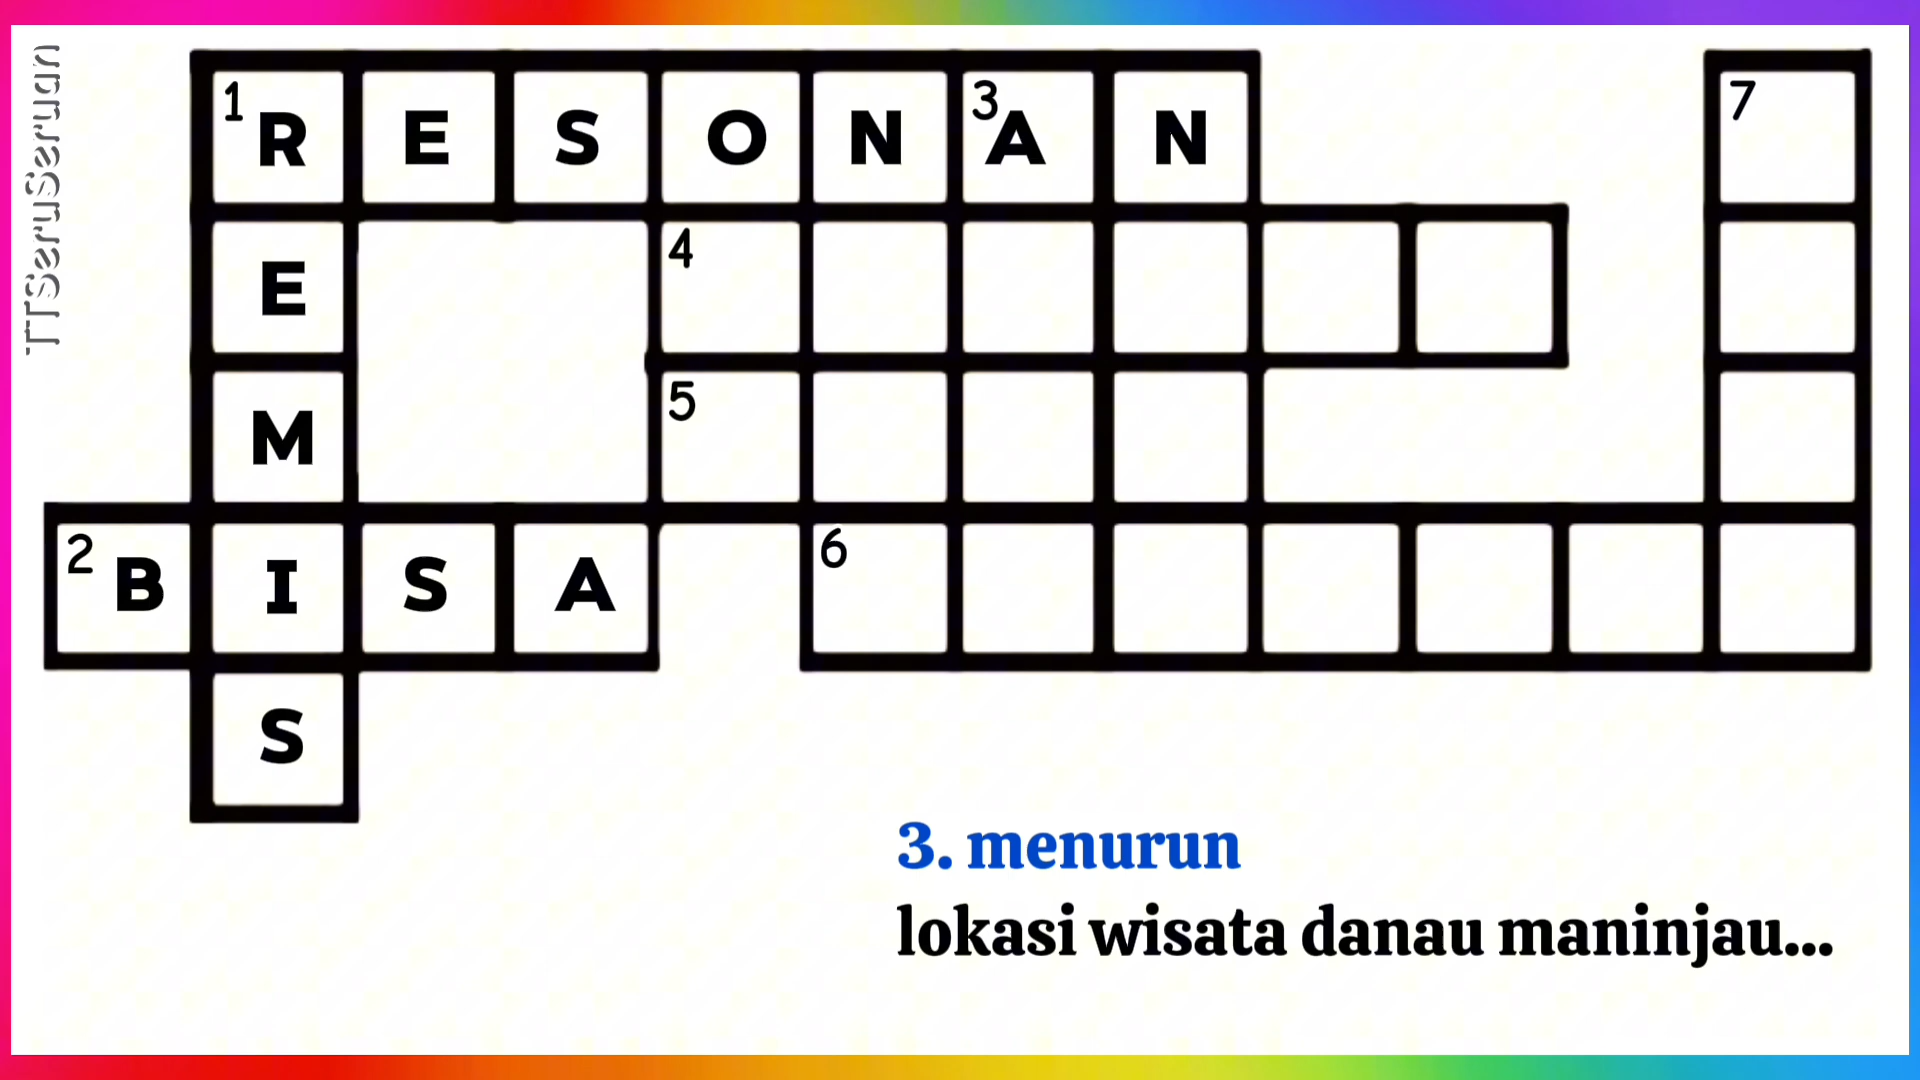 TTSeruSeruan
1 R E S O N 3 A N 7
E 4
M 5
2 B I S A 6
S
3. menurun
lokasi wisata danau maninjau...